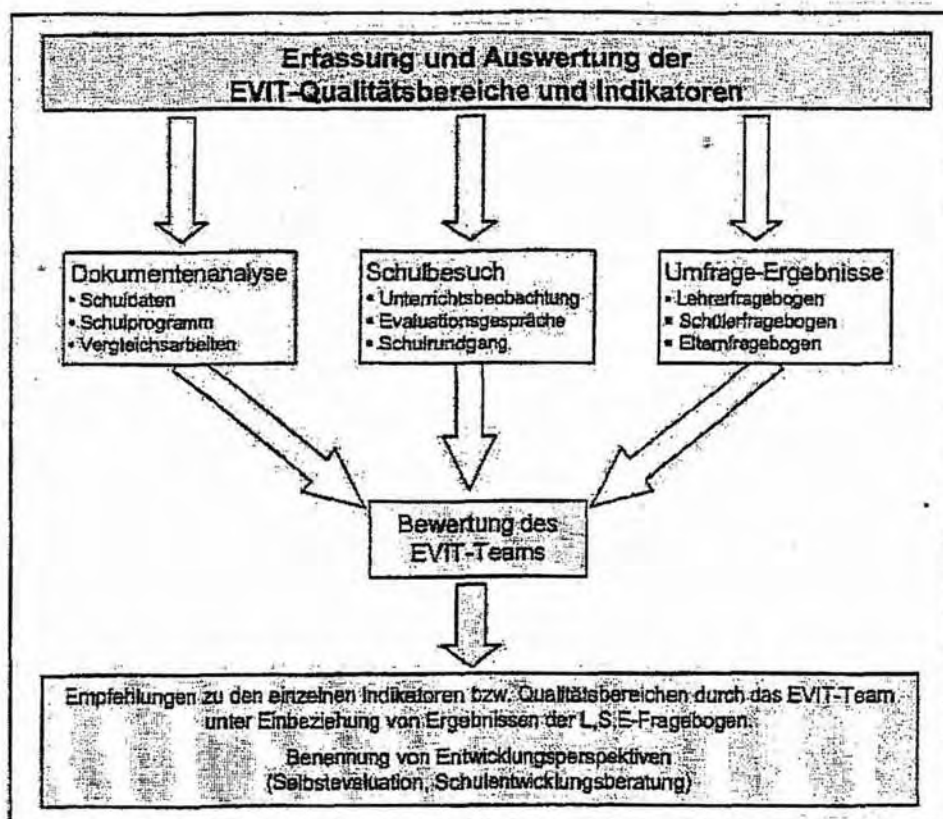 Erfassung und Auswertung der
EVIT-Qualitätsbereiche und Indikatoren
Dokumentenanalyse
▪ Schuldaten
▪ Schulprogramm
▪ Vergleichsarbeiten
Schulbesuch
▪ Unterrichtsbeobachtung
▪ Evaluationsgespräche
▪ Schulrundgang
Umfrage-Ergebnisse
▪ Lehrerfragebogen
▪ Schülerfragebogen
▪ Elternfragebogen
Bewertung des
EVIT-Teams
Empfehlungen zu den einzelnen Indikatoren bzw. Qualitätsbereichen durch das EVIT-Team
unter Einbeziehung von Ergebnissen der L,S,E-Fragebogen.
Benennung von Entwicklungsperspektiven
(Selbstevaluation, Schulentwicklungsberatung)